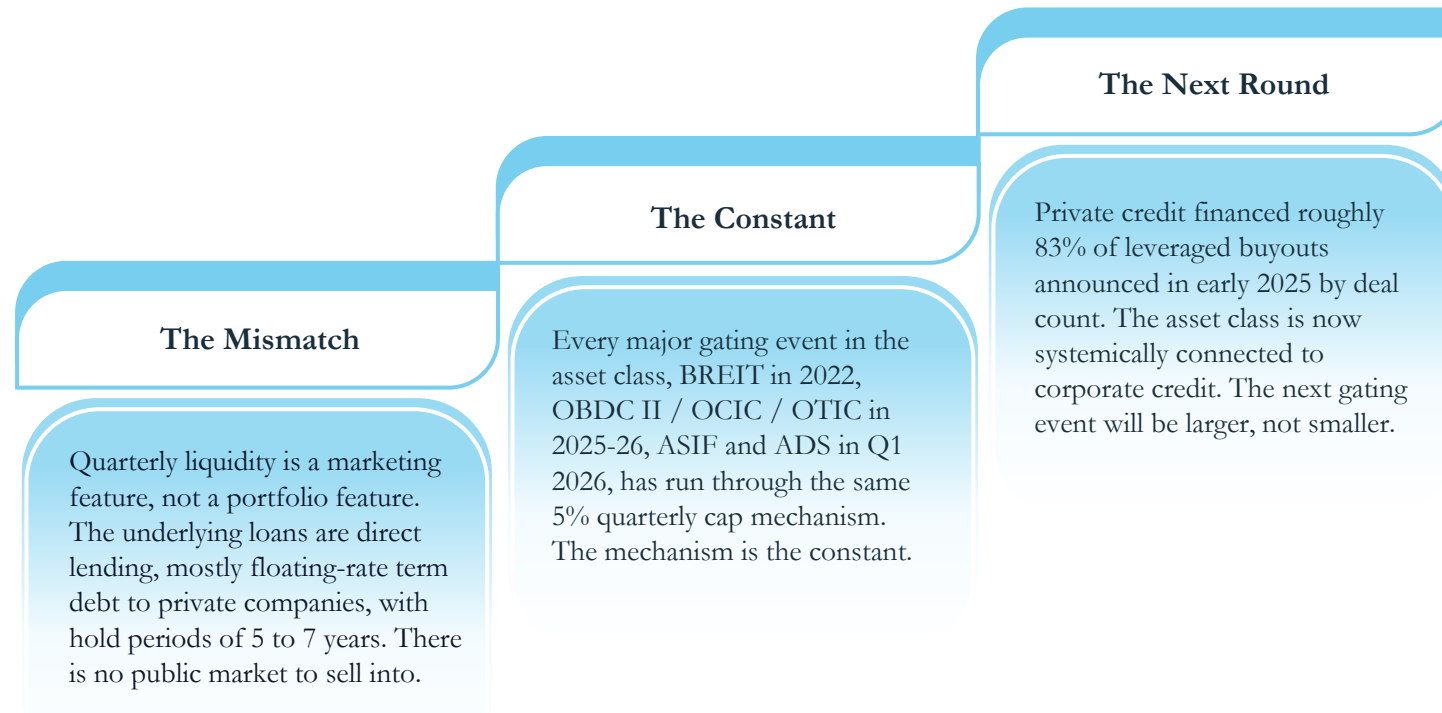 The Mismatch
Quarterly liquidity is a marketing
feature, not a portfolio feature.
The underlying loans are direct
lending, mostly floating-rate term
debt to private companies, with
hold periods of 5 to 7 years. There
is no public market to sell into.
The Constant
Every major gating event in the
asset class, BREIT in 2022,
OBDC II / OCIC / OTIC in
2025-26, ASIF and ADS in Q1
2026, has run through the same
5% quarterly cap mechanism.
The mechanism is the constant.
The Next Round
Private credit financed roughly
83% of leveraged buyouts
announced in early 2025 by deal
count. The asset class is now
systemically connected to
corporate credit. The next gating
event will be larger, not smaller.